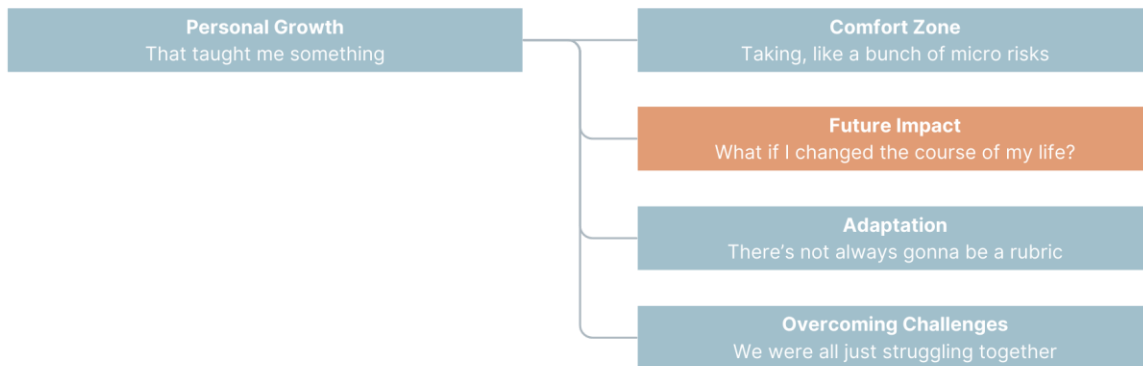 Personal Growth
That taught me something
Comfort Zone
Taking, like a bunch of micro risks
Future Impact
What if I changed the course of my life?
Adaptation
There’s not always gonna be a rubric
Overcoming Challenges
We were all just struggling together